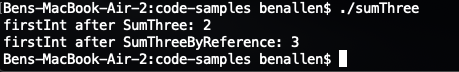 Bens-MacBook-Air-2:code-samples benallen$ ./sumThree
firstInt after SumThree: 2
firstInt after SumThreeByReference: 3
Bens-MacBook-Air-2:code-samples benallen$